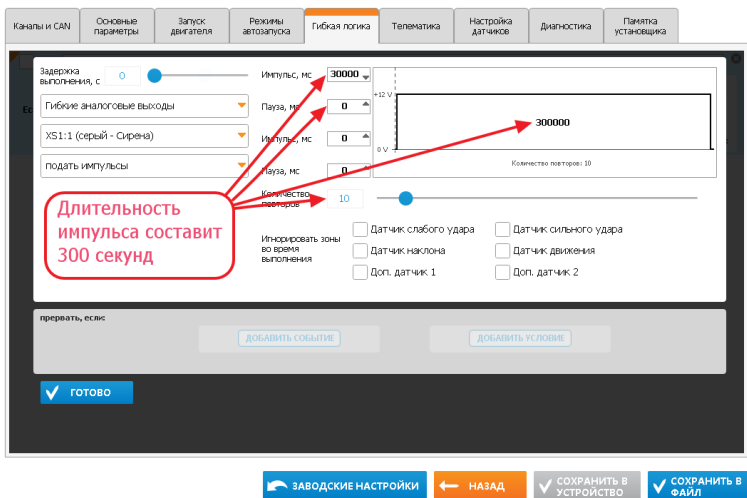 Каналы и CAN
Основные параметры
Запуск двигателя
Режимы автозапуска
Гибкая логика
Телематика
Настройка датчиков
Диагностика
Памятка установщика
Задержка выполнения, с 0
Импульс, мс 30000
Гибкие аналоговые выходы
Пауза, мс 0
XS1:1 (серый - Сирена)
Импульс, мс 0
подать импульсы
Пауза, мс 0
+12 V
300000
0 V
Количество повторов: 10
Количество повторов 10
Длительность
импульса составит
300 секунд
Игнорировать зоны
во время
выполнения
Датчик слабого удара
Датчик сильного удара
Датчик наклона
Датчик движения
Доп. датчик 1
Доп. датчик 2
прервать, если:
ДОБАВИТЬ СОБЫТИЕ
ДОБАВИТЬ УСЛОВИЕ
ГОТОВО
ЗАВОДСКИЕ НАСТРОЙКИ
НАЗАД
СОХРАНИТЬ В УСТРОЙСТВО
СОХРАНИТЬ В ФАЙЛ